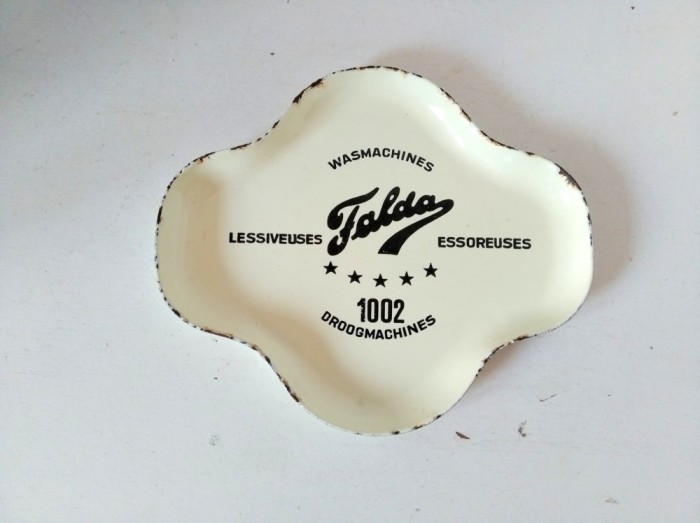 WASMACHINES
Falda
LESSIVEUSES
ESSOREUSES
1002
DROOGMACHINES